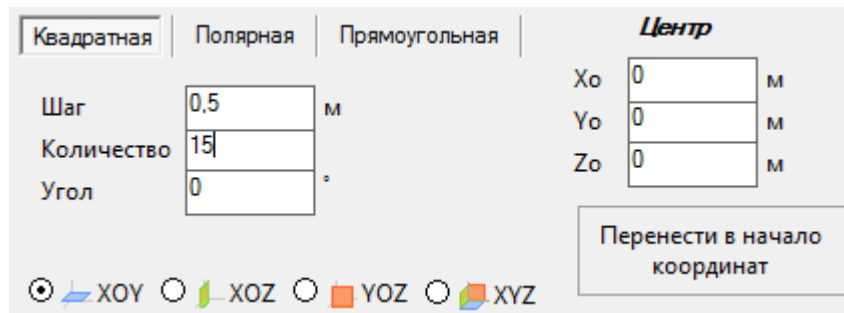 Квадратная Полярная Прямоугольная
Шаг 0,5 м
Количество 15
Угол 0 °
Центр
Xo 0 м
Yo 0 м
Zo 0 м
Перенести в начало
координат
XOY XOZ YOZ XYZ